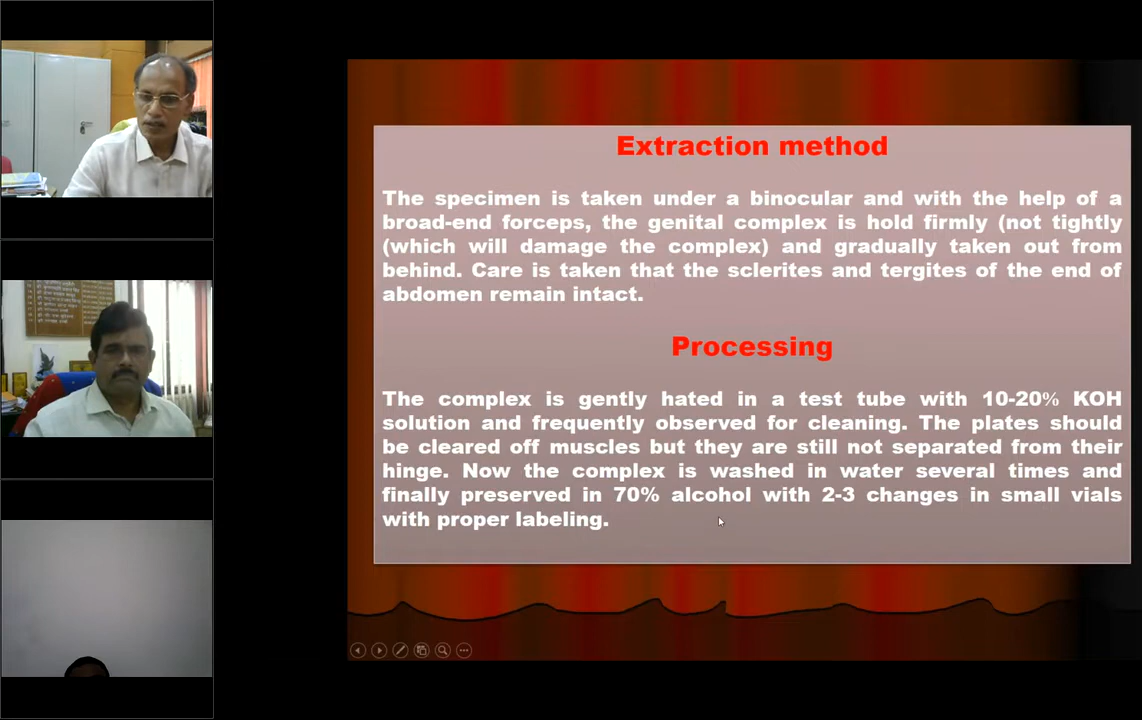 Extraction method
The specimen is taken under a binocular and with the help of a
broad-end forceps, the genital complex is hold firmly (not tightly
(which will damage the complex) and gradually taken out from
behind. Care is taken that the sclerites and tergites of the end of
abdomen remain intact.
Processing
The complex is gently hated in a test tube with 10-20% KOH
solution and frequently observed for cleaning. The plates should
be cleared off muscles but they are still not separated from their
hinge. Now the complex is washed in water several times and
finally preserved in 70% alcohol with 2-3 changes in small vials
with proper labeling.